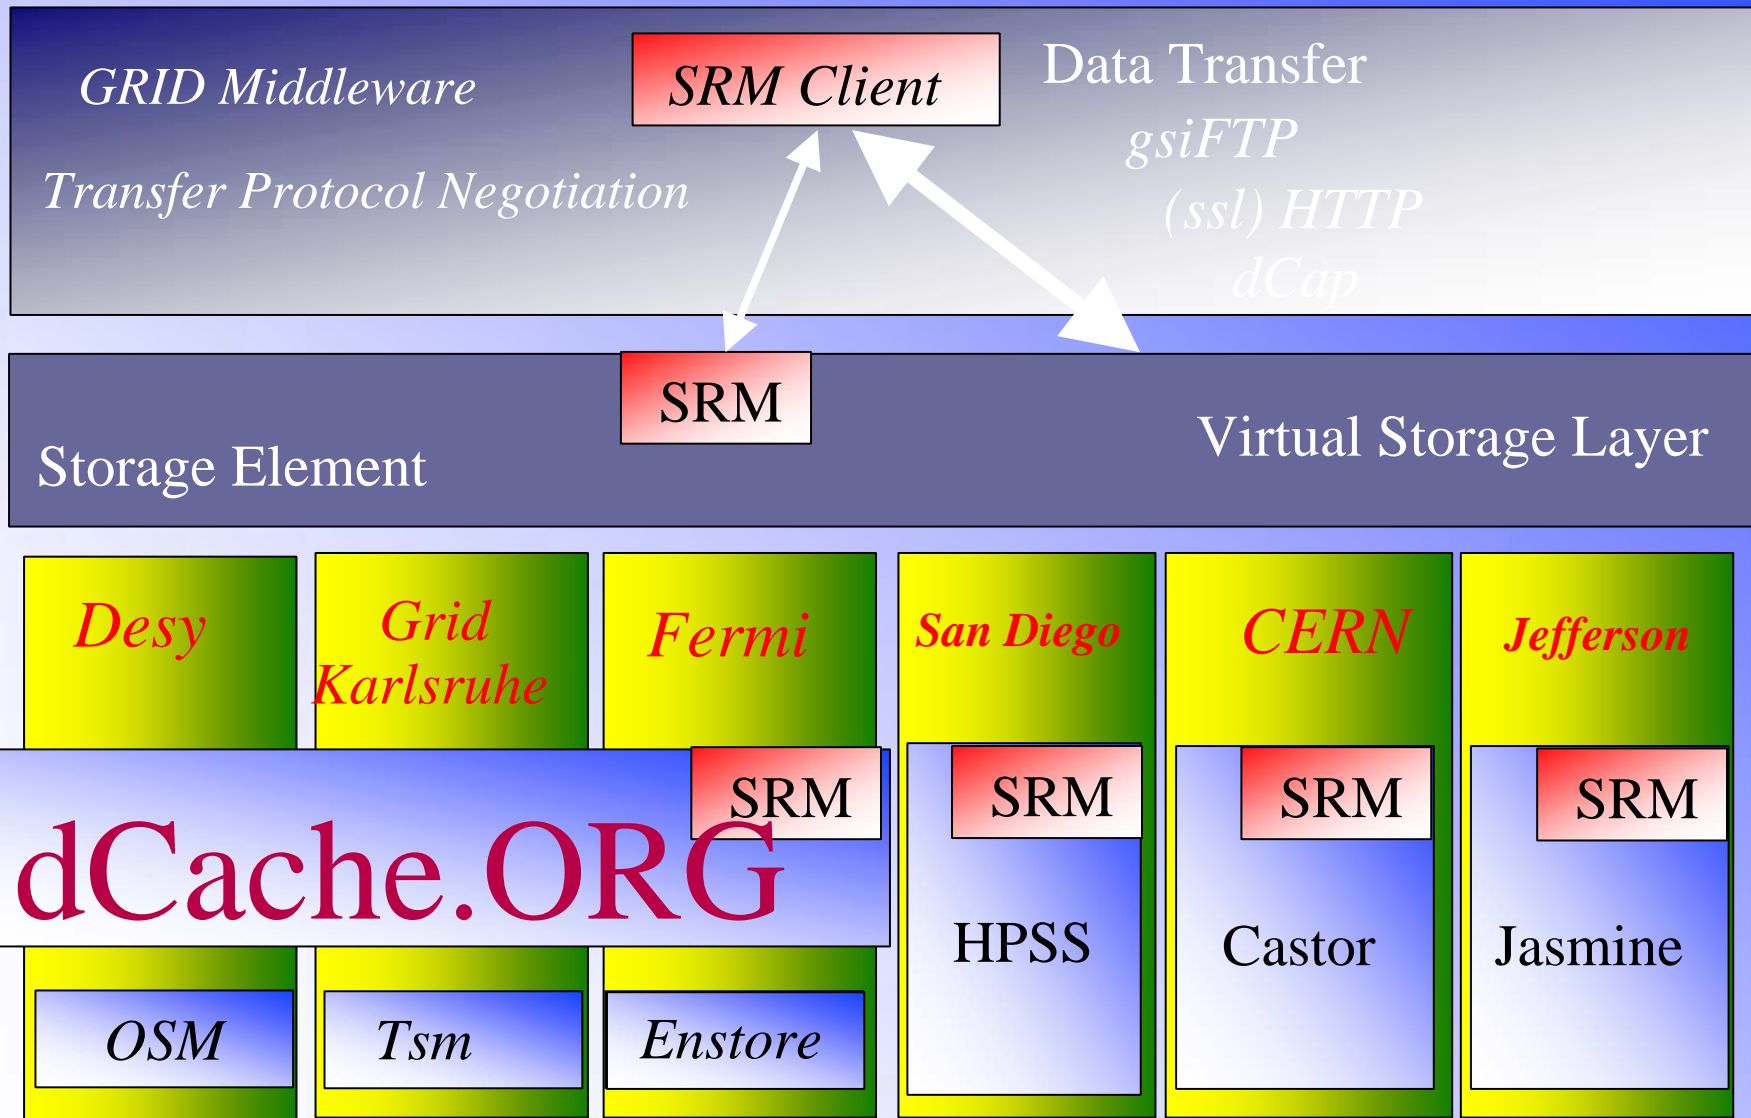 GRID Middleware
Transfer Protocol Negotiation
SRM Client
Data Transfer
gsiFTP
(ssl) HTTP
dCap
SRM
Storage Element
Virtual Storage Layer
Desy
Grid
Karlsruhe
Fermi
San Diego
CERN
Jefferson
SRM
SRM
SRM
SRM
dCache.ORG
HPSS
Castor
Jasmine
OSM
Tsm
Enstore